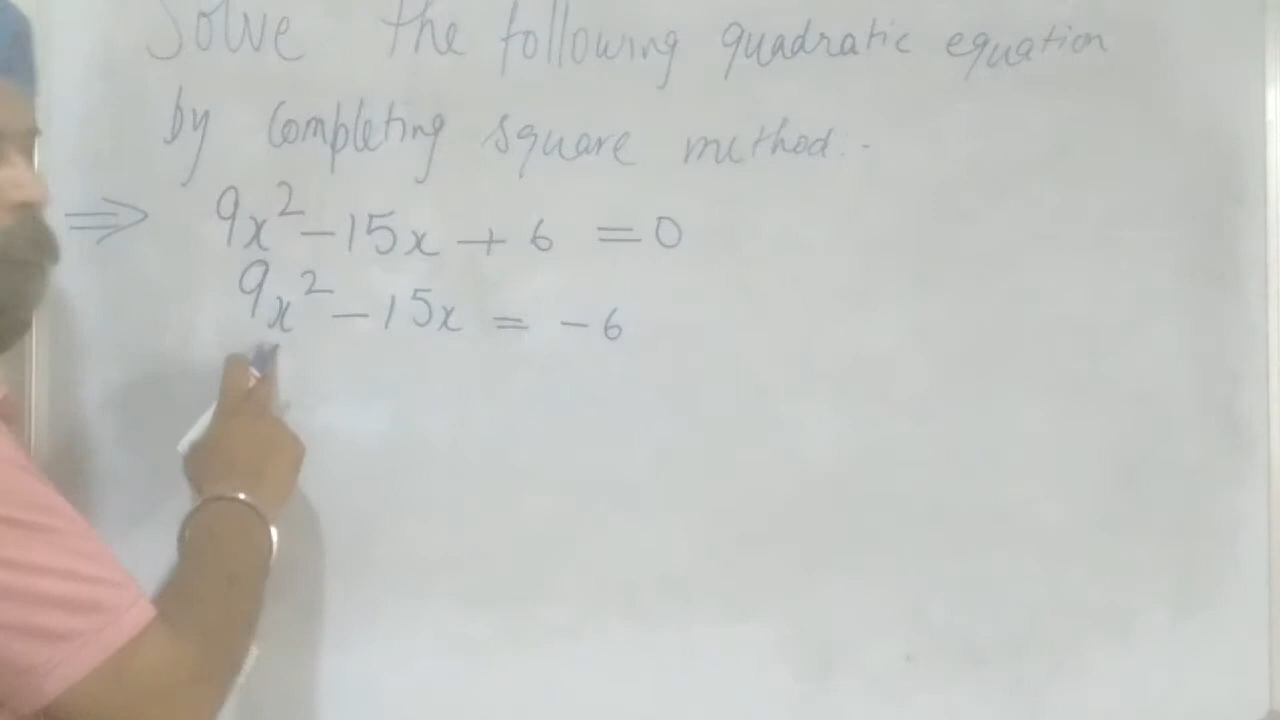 Solve the following quadratic equation
by completing square method.-
⇒ 9x² - 15x + 6 = 0
9x² - 15x = -6